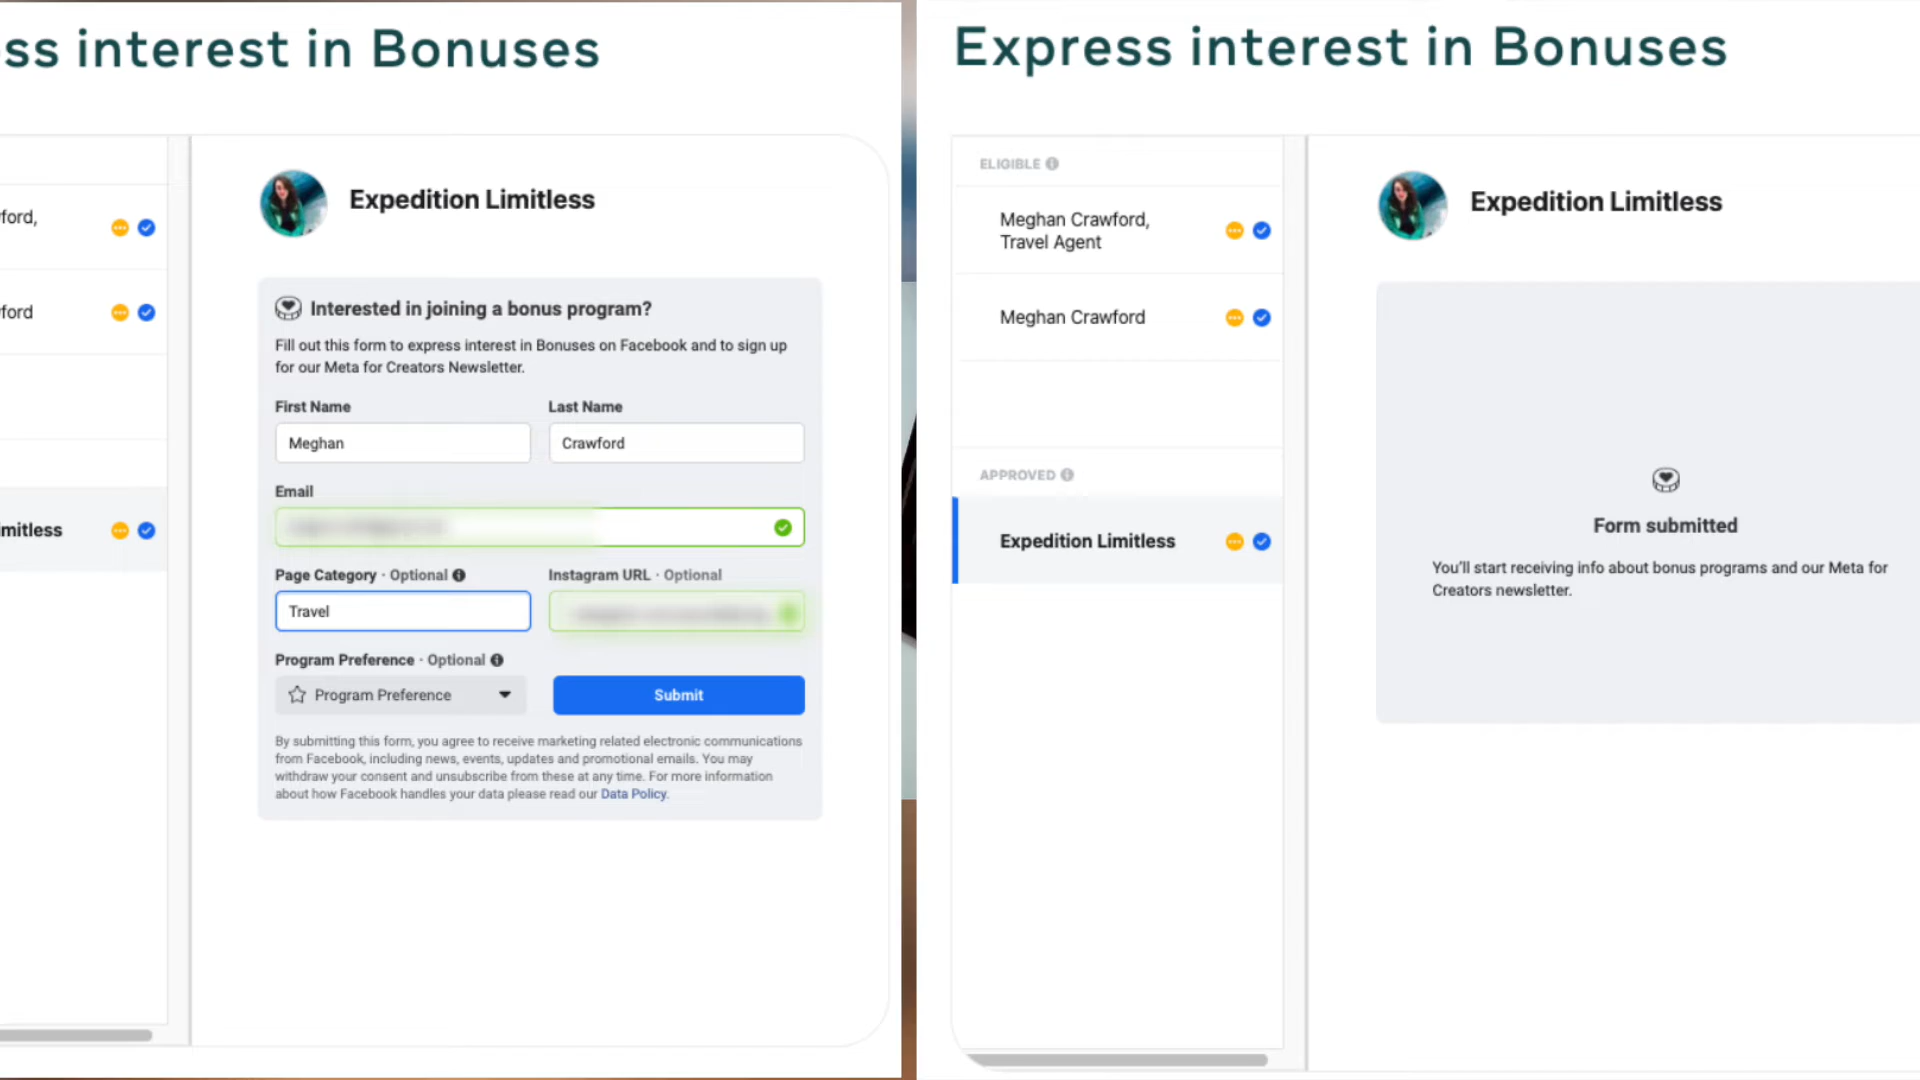 ss interest in Bonuses
ford,
ford
mitless
Expedition Limitless
Interested in joining a bonus program?
Fill out this form to express interest in Bonuses on Facebook and to sign up
for our Meta for Creators Newsletter.
First Name
Last Name
Meghan
Crawford
Email
Page Category · Optional
Instagram URL · Optional
Travel
Program Preference · Optional
Program Preference
Submit
By submitting this form, you agree to receive marketing related electronic communications
from Facebook, including news, events, updates and promotional emails. You may
withdraw your consent and unsubscribe from these at any time. For more information
about how Facebook handles your data please read our Data Policy.
Express interest in Bonuses
ELIGIBLE
Meghan Crawford,
Travel Agent
Meghan Crawford
APPROVED
Expedition Limitless
Expedition Limitless
Form submitted
You'll start receiving info about bonus programs and our Meta for
Creators newsletter.